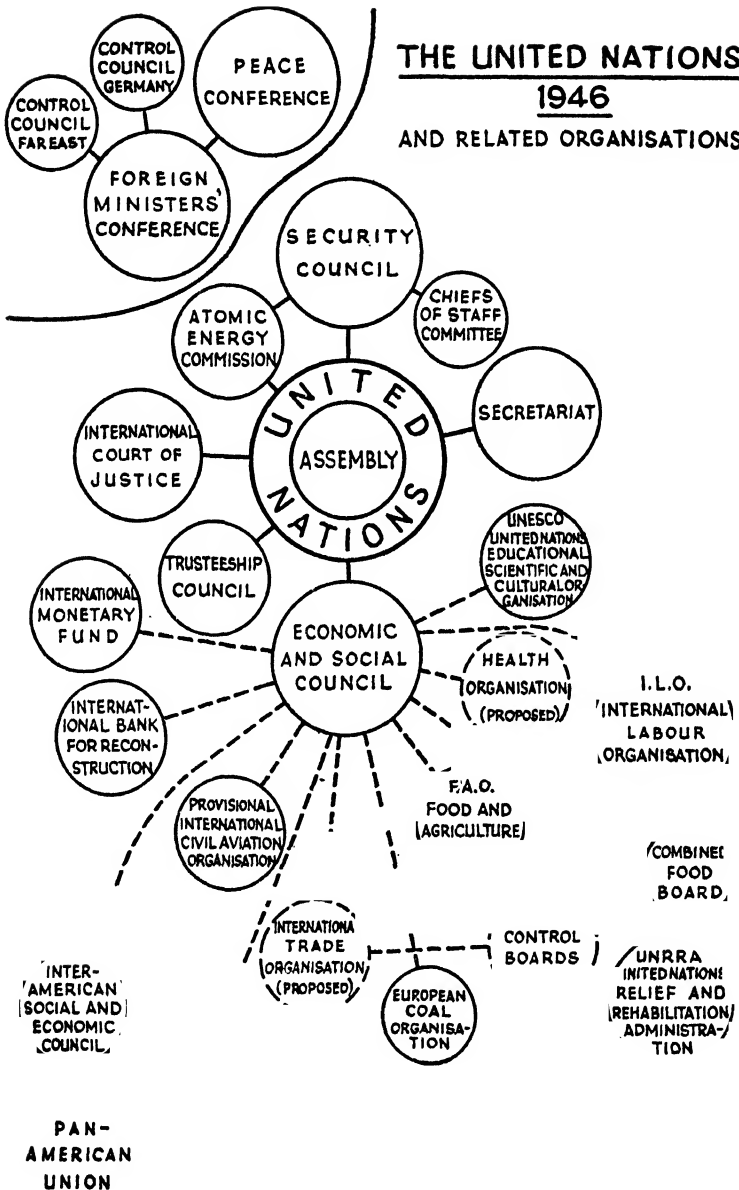 THE UNITED NATIONS
1946
AND RELATED ORGANISATIONS
CONTROL
COUNCIL
GERMANY
PEACE
CONFERENCE
CONTROL
COUNCIL
FAR EAST
FOREIGN
MINISTERS'
CONFERENCE
SECURITY
COUNCIL
CHIEFS
OF STAFF
COMMITTEE
ATOMIC
ENERGY
COMMISSION
UNITED
NATIONS
ASSEMBLY
SECRETARIAT
INTERNATIONAL
COURT OF
JUSTICE
TRUSTEESHIP
COUNCIL
UNESCO
UNITED NATIONS
EDUCATIONAL
SCIENTIFIC AND
CULTURAL OR
GANISATION
INTERNATIONAL
MONETARY
FUND
ECONOMIC
AND SOCIAL
COUNCIL
HEALTH
ORGANISATION
(PROPOSED)
I.L.O.
INTERNATIONAL
LABOUR
ORGANISATION
INTERNAT-
IONAL BANK
FOR RECON-
STRUCTION
PROVISIONAL
INTERNATIONAL
CIVIL AVIATION
ORGANISATION
F.A.O.
FOOD AND
AGRICULTURE
COMBINED
FOOD
BOARD
INTERNATIONA
TRADE
ORGANISATION
(PROPOSED)
CONTROL
BOARDS
EUROPEAN
COAL
ORGANISA-
TION
UNRRA
UNITED NATIONS
RELIEF AND
REHABILITATION
ADMINISTRA-
TION
INTER-
AMERICAN
SOCIAL AND
ECONOMIC
COUNCIL
PAN-
AMERICAN
UNION